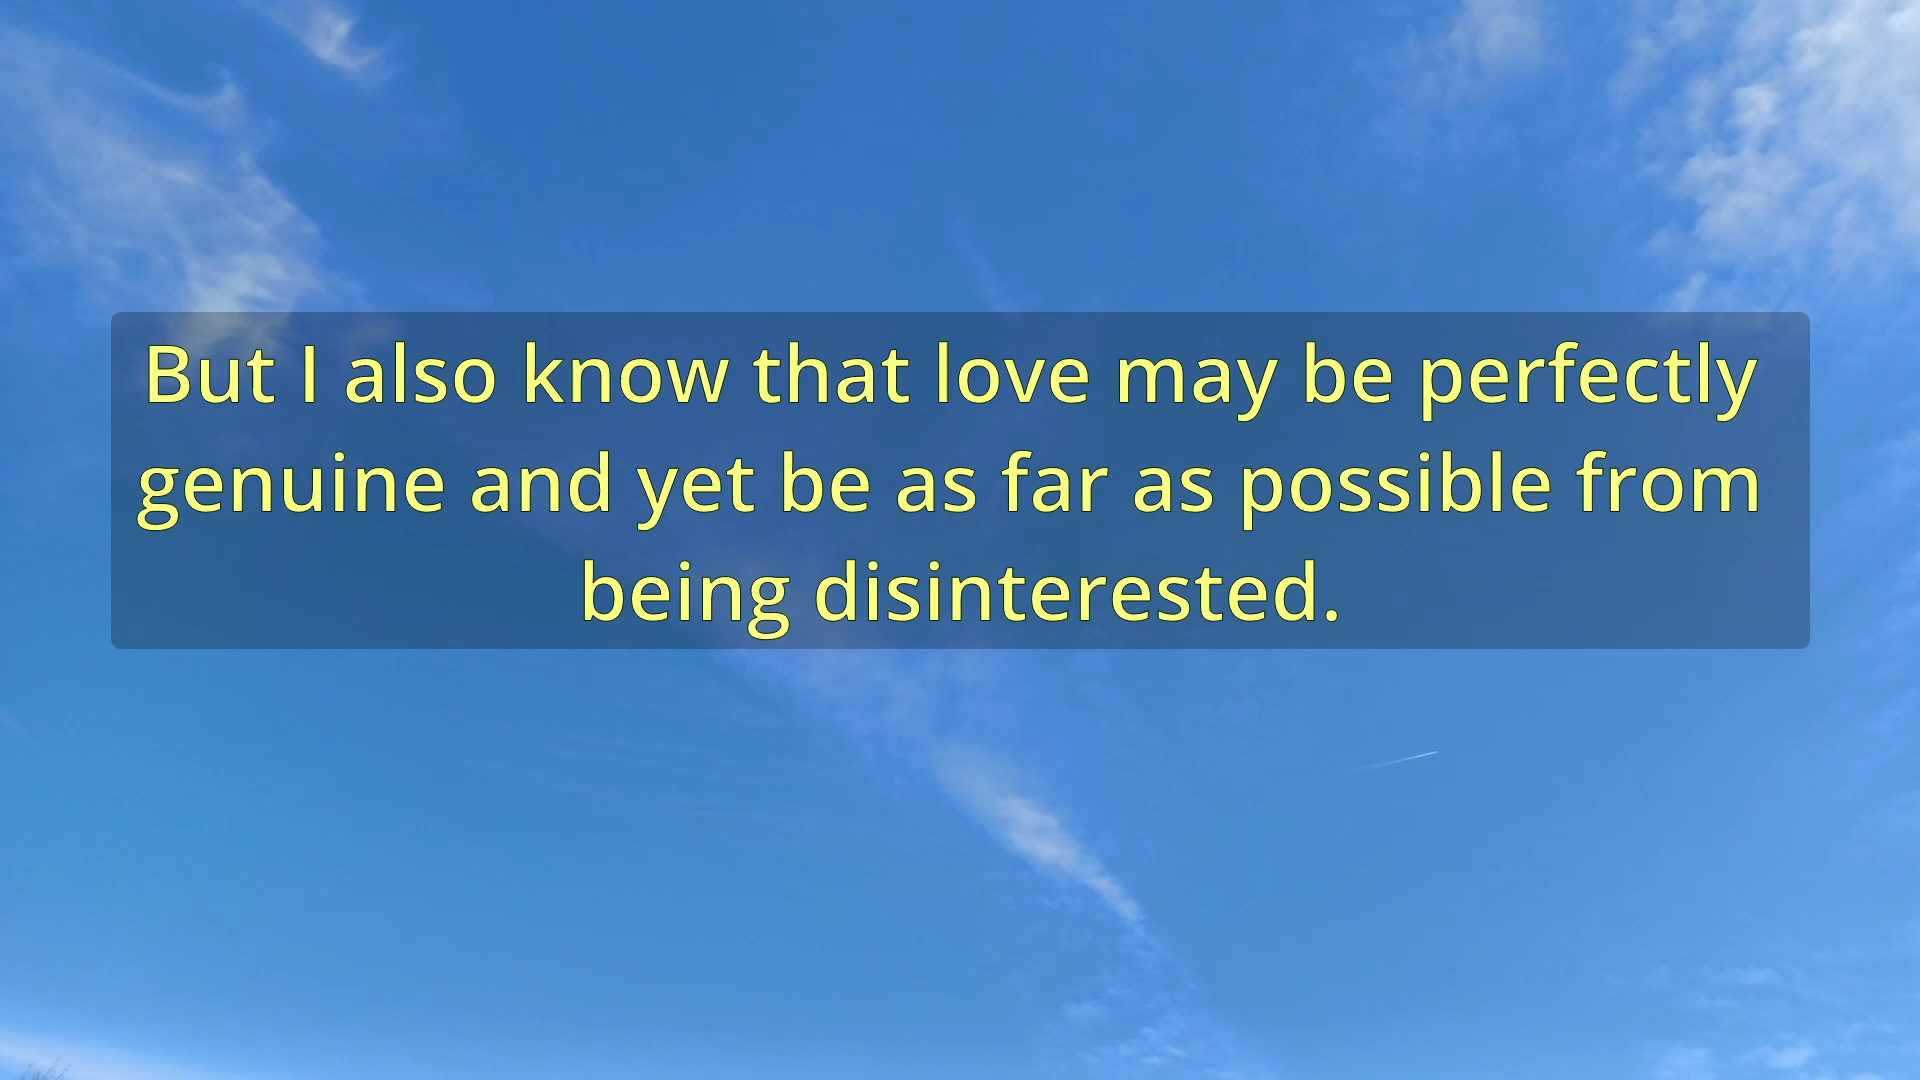 But I also know that love may be perfectly
genuine and yet be as far as possible from
being disinterested.